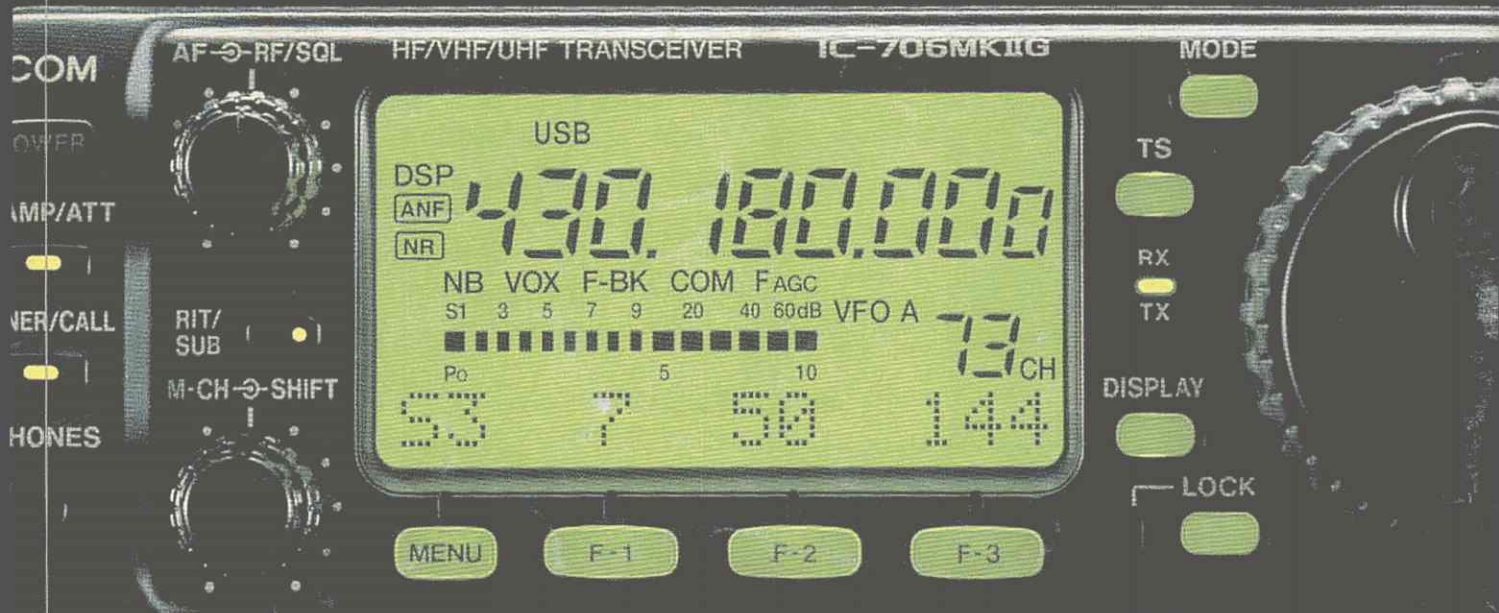 COM
AF RF/SQL
HF/VHF/UHF TRANSCEIVER
IC-706MKIIG
MODE
OWER
USB
TS
DSP
ANF
NR
430.180.000
AMP/ATT
NB VOX F-BK COM FAGC
RX
TX
S1 3 5 7 9 20 40 60dB
VFO A
73CH
NER/CALL
RIT/
SUB
Po 5 10
M-CH SHIFT
DISPLAY
S3 7 50 144
HONES
LOCK
MENU
F-1
F-2
F-3